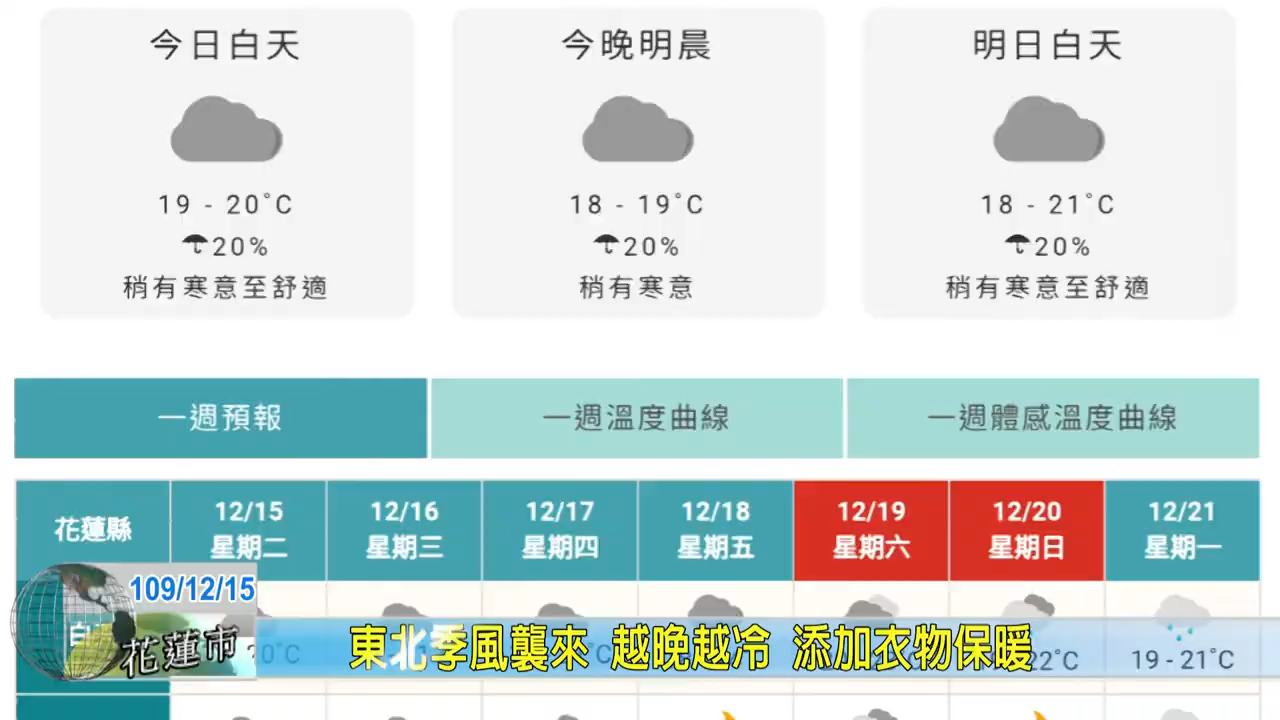 今日白天
19 - 20°C
20%
稍有寒意至舒適
今晚明晨
18 - 19°C
20%
稍有寒意
明日白天
18 - 21°C
20%
稍有寒意至舒適
一週預報
一週溫度曲線
一週體感溫度曲線
花蓮縣
12/15
星期二
12/16
星期三
12/17
星期四
12/18
星期五
12/19
星期六
12/20
星期日
12/21
星期一
109/12/15
花蓮市
東北季風襲來 越晚越冷 添加衣物保暖
22°C
19 - 21°C